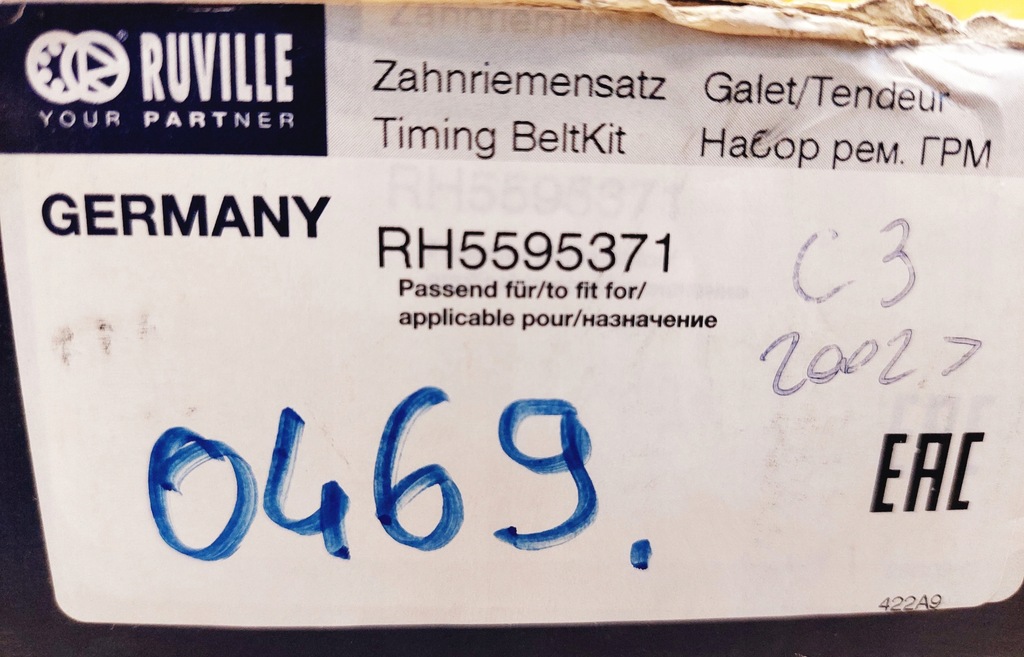 RUVILLE
YOUR PARTNER
Zahnriemensatz Galet/Tendeur
Timing BeltKit Набор рем. ГРМ
GERMANY
RH5595371
Passend für/to fit for/
applicable pour/назначение
C3
2002.>
0469.
EAC
422A9